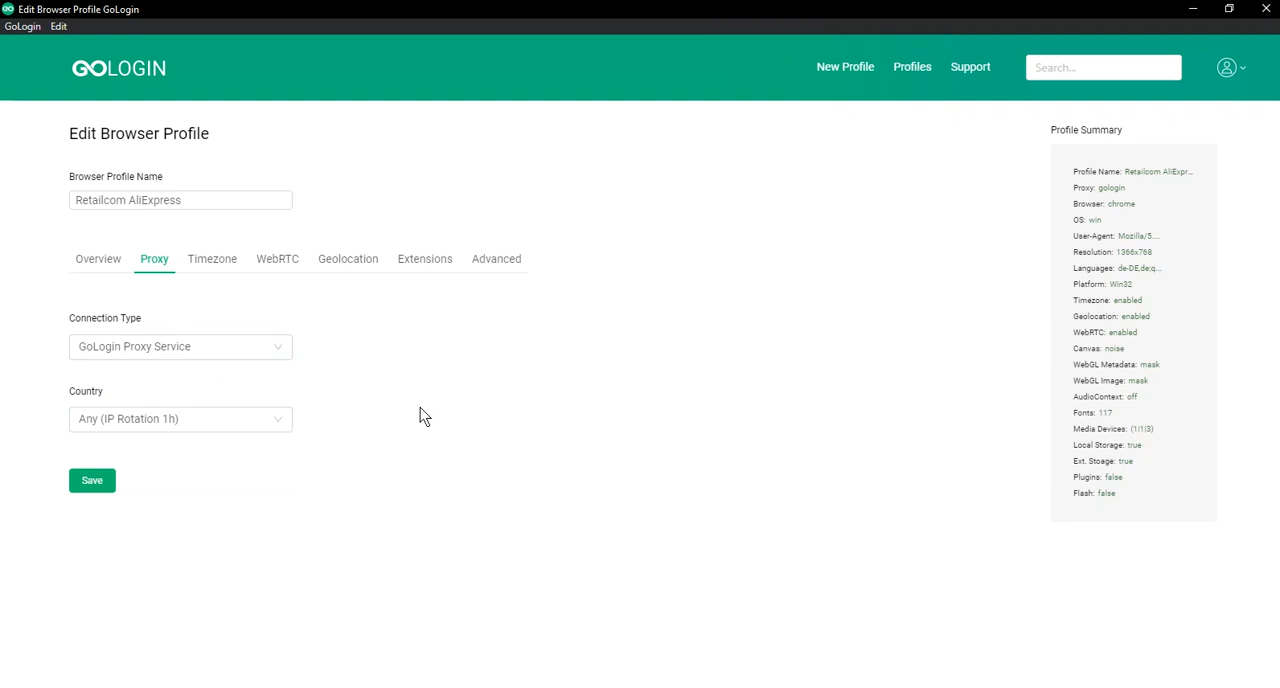 Edit Browser Profile GoLogin
GoLogin Edit
GOLOGIN
New Profile Profiles Support
Search...
Edit Browser Profile
Browser Profile Name
Retailcom AliExpress
Overview Proxy Timezone WebRTC Geolocation Extensions Advanced
Connection Type
GoLogin Proxy Service
Country
Any (IP Rotation 1h)
Save
Profile Summary
Profile Name: Retailcom AliExpr...
Proxy: gologin
Browser: chrome
OS: win
User-Agent: Mozilla/5....
Resolution: 1366x768
Languages: de-DE,de;q...
Platform: Win32
Timezone: enabled
Geolocation: enabled
WebRTC: enabled
Canvas: noise
WebGL Metadata: mask
WebGL Image: mask
AudioContext: off
Fonts: 117
Media Devices: (1|1|3)
Local Storage: true
Ext. Stoage: true
Plugins: false
Flash: false